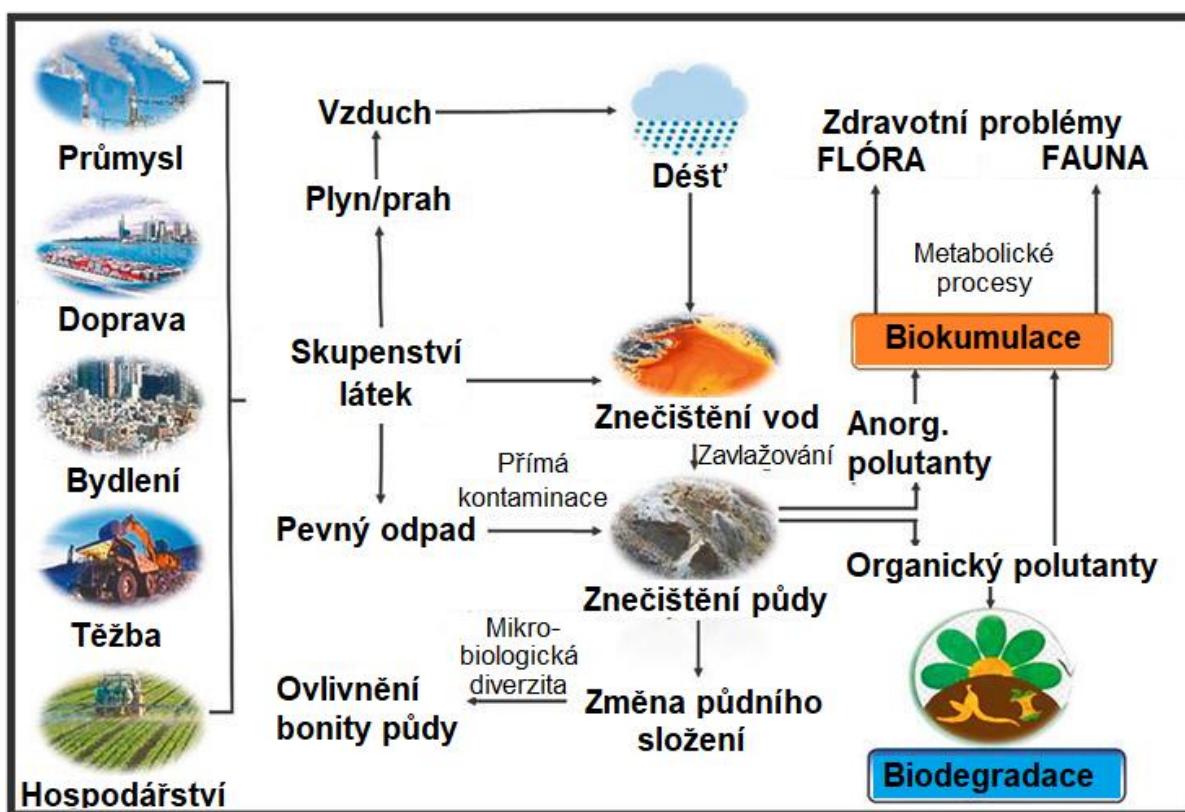 Průmysl
Doprava
Bydlení
Těžba
Hospodářství
Vzduch
Plyn/prah
Skupenství
látek
Pevný odpad
Přímá
kontaminace
Déšť
Znečištění vod
Zavlažování
Znečištění půdy
Mikro-
biologická
diverzita
Ovlivnění
bonity půdy
Změna půdního
složení
Zdravotní problémy
FLÓRA
FAUNA
Metabolické
procesy
Biokumulace
Anorg.
polutanty
Organický polutanty
Biodegradace